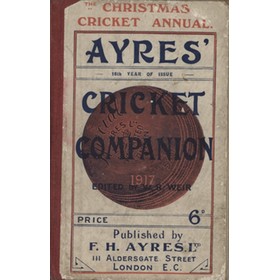 THE CHRISTMAS
CRICKET ANNUAL.
AYRES'
16th YEAR OF ISSUE
CRICKET
COMPANION
1917
EDITED BY W. R. WEIR
PRICE 6D
Published by
F. H. AYRES, LD
111 ALDERSGATE STREET
LONDON E.C.